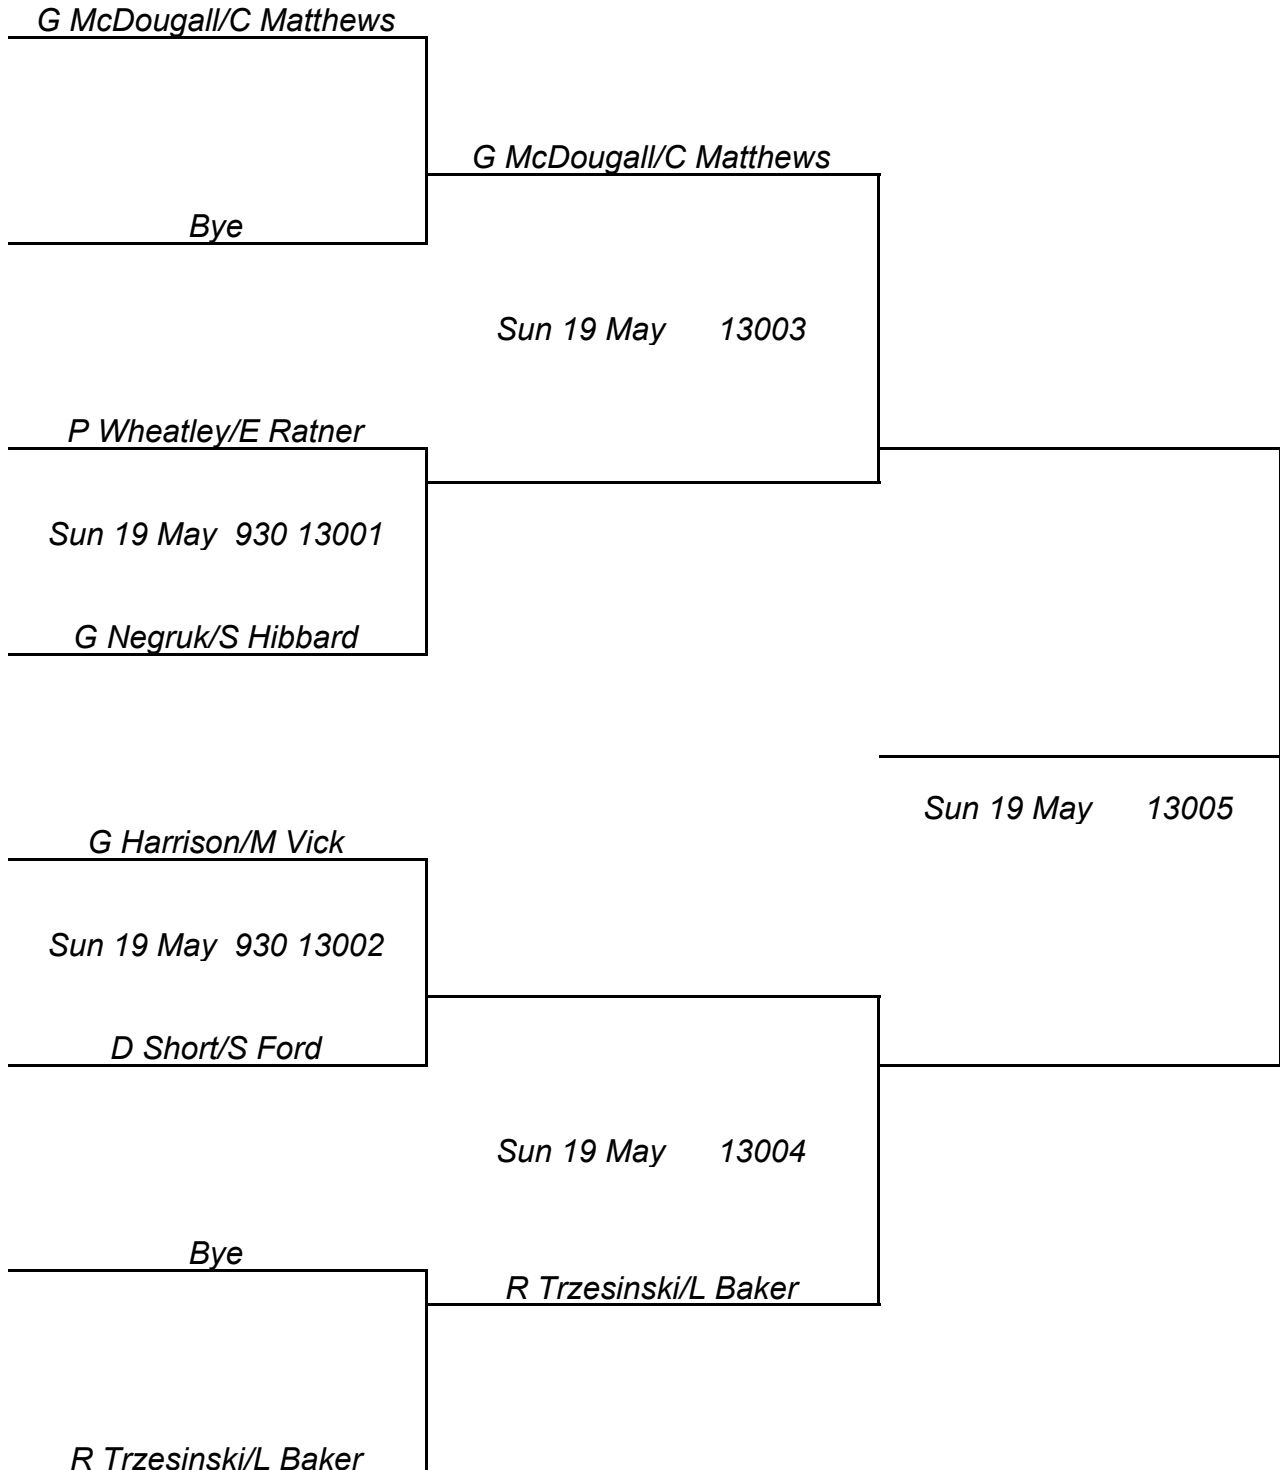 G McDougall/C Matthews
G McDougall/C Matthews
Bye
Sun 19 May 13003
P Wheatley/E Ratner
Sun 19 May 930 13001
G Negruk/S Hibbard
Sun 19 May 13005
G Harrison/M Vick
Sun 19 May 930 13002
D Short/S Ford
Sun 19 May 13004
Bye
R Trzesinski/L Baker
R Trzesinski/L Baker